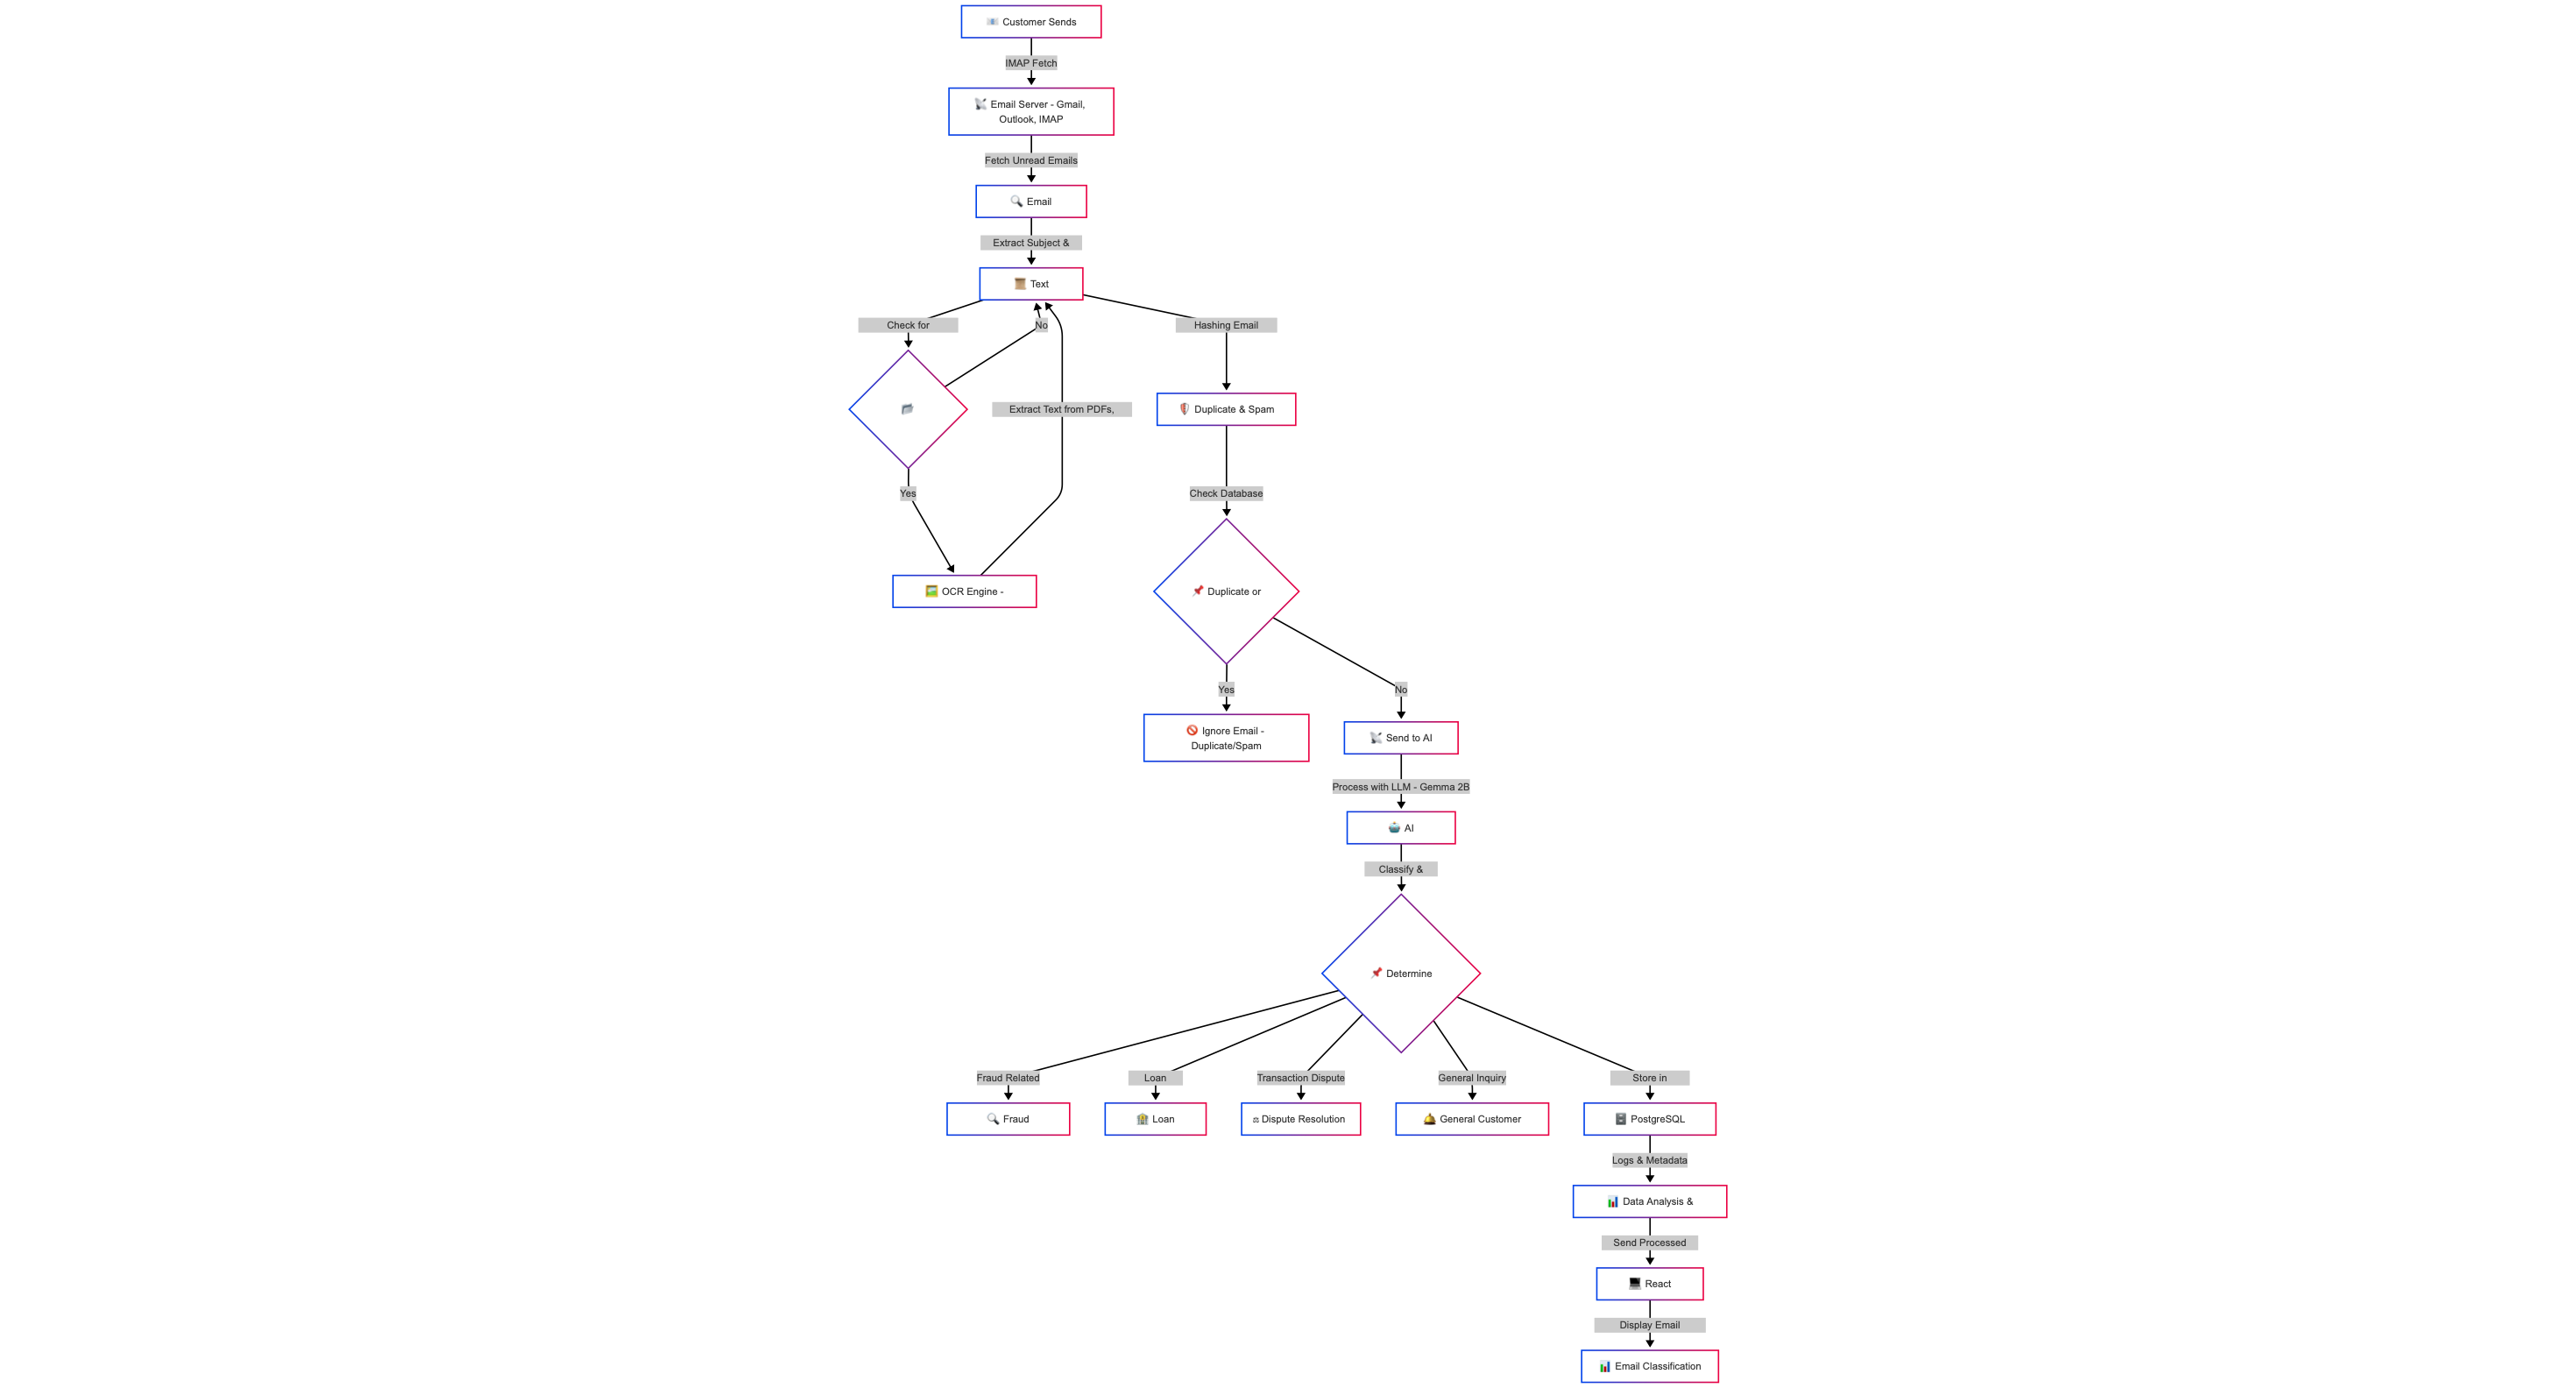 📧 Customer Sends
IMAP Fetch
📡 Email Server - Gmail,
Outlook, IMAP
Fetch Unread Emails
🔍 Email
Extract Subject &
📜 Text
Check for
No
Hashing Email
📂
Extract Text from PDFs,
🛡️ Duplicate & Spam
Yes
Check Database
🖼️ OCR Engine -
📌 Duplicate or
Yes
No
🚫 Ignore Email -
Duplicate/Spam
📡 Send to AI
Process with LLM - Gemma 2B
🤖 AI
Classify &
📌 Determine
Fraud Related
Loan
Transaction Dispute
General Inquiry
Store in
🔍 Fraud
🏦 Loan
⚖ Dispute Resolution
🛎️ General Customer
🗄️ PostgreSQL
Logs & Metadata
📊 Data Analysis &
Send Processed
💻 React
Display Email
📊 Email Classification